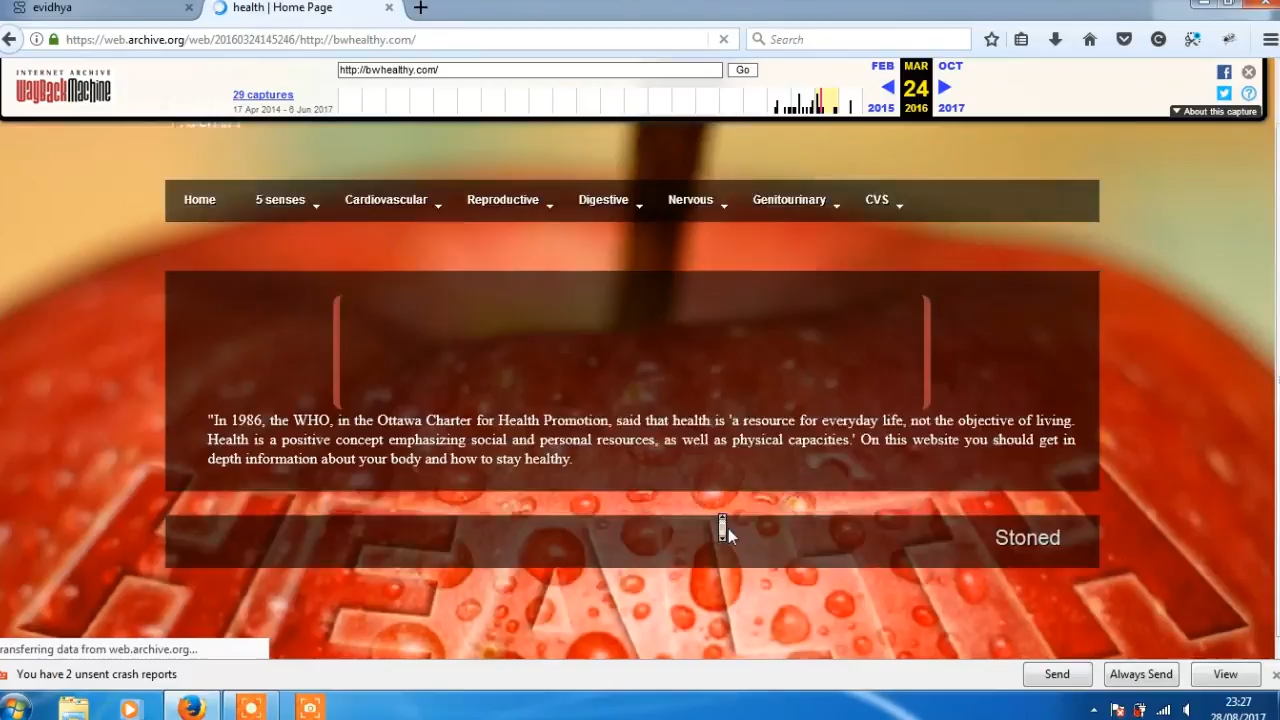 evidhya
health | Home Page
https://web.archive.org/web/20160324145246/http://bwhealthy.com/
Search
INTERNET ARCHIVE
WayBackMachine
http://bwhealthy.com/
Go
FEB MAR OCT
29 captures
24
17 Apr 2014 - 6 Jun 2017
2015 2016 2017
About this capture
Home 5 senses Cardiovascular Reproductive Digestive Nervous Genitourinary CVS
"In 1986, the WHO, in the Ottawa Charter for Health Promotion, said that health is 'a resource for everyday life, not the objective of living.
Health is a positive concept emphasizing social and personal resources, as well as physical capacities.' On this website you should get in
depth information about your body and how to stay healthy.
Stoned
HEALTH
ransferring data from web.archive.org...
You have 2 unsent crash reports
Send Always Send View
23:27
28/08/2017